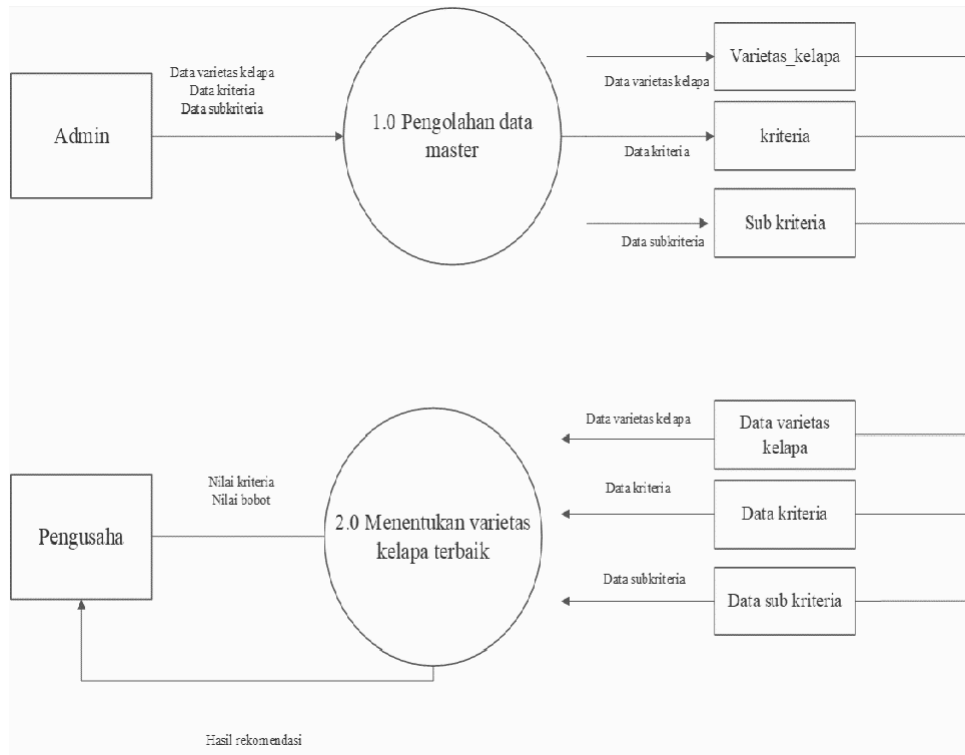 Data varietas kelapa
Data kriteria
Data subkriteria
Admin
1.0 Pengolahan data
master
Varietas_kelapa
Data varietas kelapa
kriteria
Data kriteria
Sub kriteria
Data subkriteria
Data varietas kelapa
Data varietas
kelapa
Nilai kriteria
Nilai bobot
Data kriteria
Pengusaha
2.0 Menentukan varietas
kelapa terbaik
Data kriteria
Data subkriteria
Data sub kriteria
Hasil rekomendasi